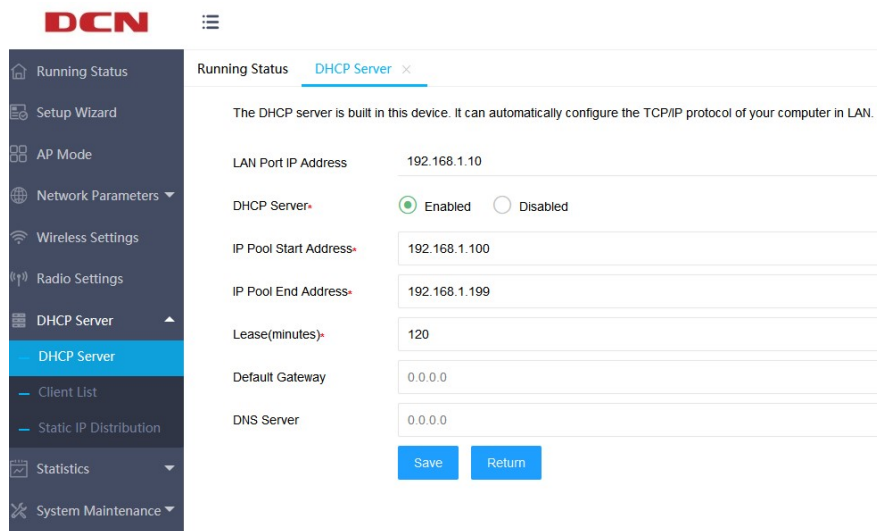 DCN
Running Status
Setup Wizard
AP Mode
Network Parameters
Wireless Settings
Radio Settings
DHCP Server
DHCP Server
Client List
Static IP Distribution
Statistics
System Maintenance
Running Status DHCP Server
The DHCP server is built in this device. It can automatically configure the TCP/IP protocol of your computer in LAN.
LAN Port IP Address 192.168.1.10
DHCP Server* Enabled Disabled
IP Pool Start Address* 192.168.1.100
IP Pool End Address* 192.168.1.199
Lease(minutes)* 120
Default Gateway 0.0.0.0
DNS Server 0.0.0.0
Save Return